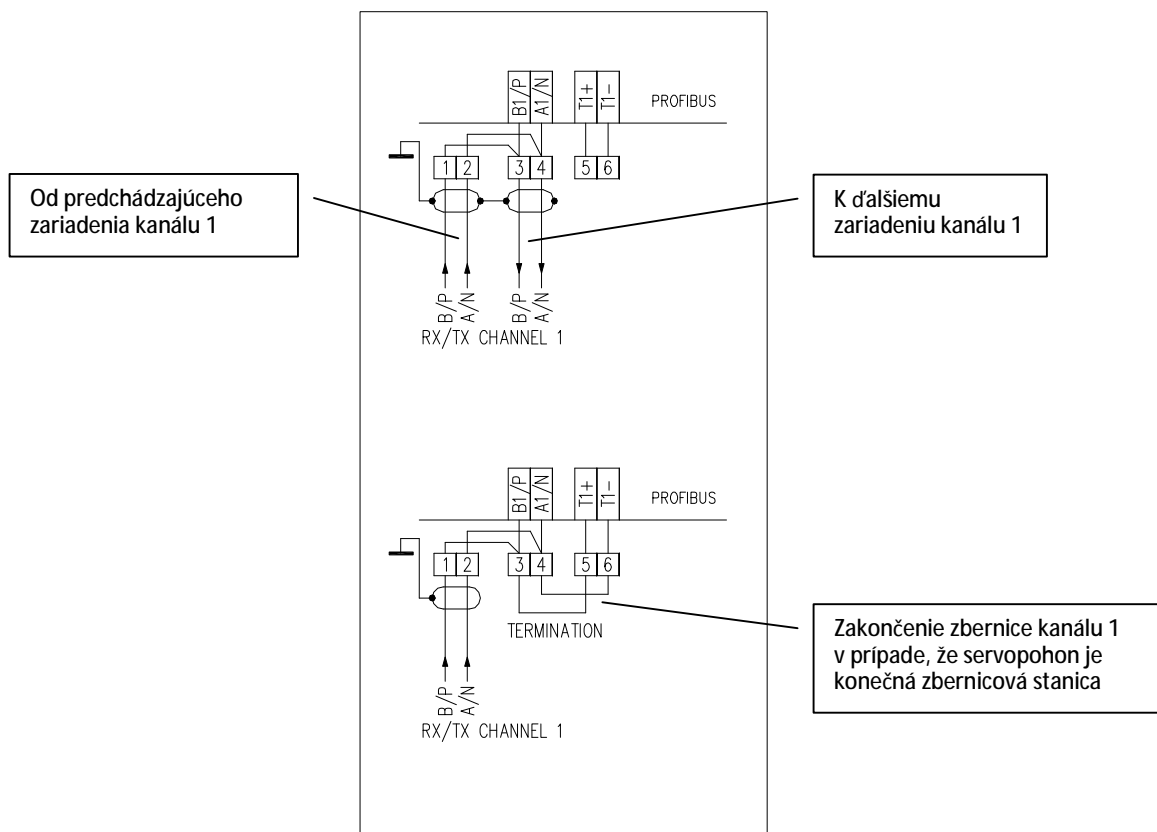 B1/P A1/N T1+ T1- PROFIBUS
1 2 3 4 5 6
Od predchádzajúceho
zariadenia kanálu 1
K ďalšiemu
zariadeniu kanálu 1
B/P A/N B/P A/N
RX/TX CHANNEL 1
B1/P A1/N T1+ T1- PROFIBUS
1 2 3 4 5 6
TERMINATION
Zakončenie zbernice kanálu 1
v prípade, že servopohon je
konečná zbernicová stanica
B/P A/N
RX/TX CHANNEL 1